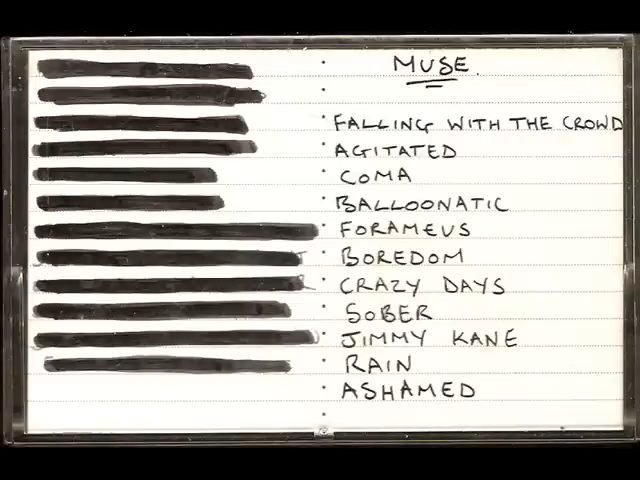 MUSE.
FALLING WITH THE CROWD
AGITATED
COMA
BALLOONATIC
FORAMEUS
BOREDOM
CRAZY DAYS
SOBER
JIMMY KANE
RAIN
ASHAMED